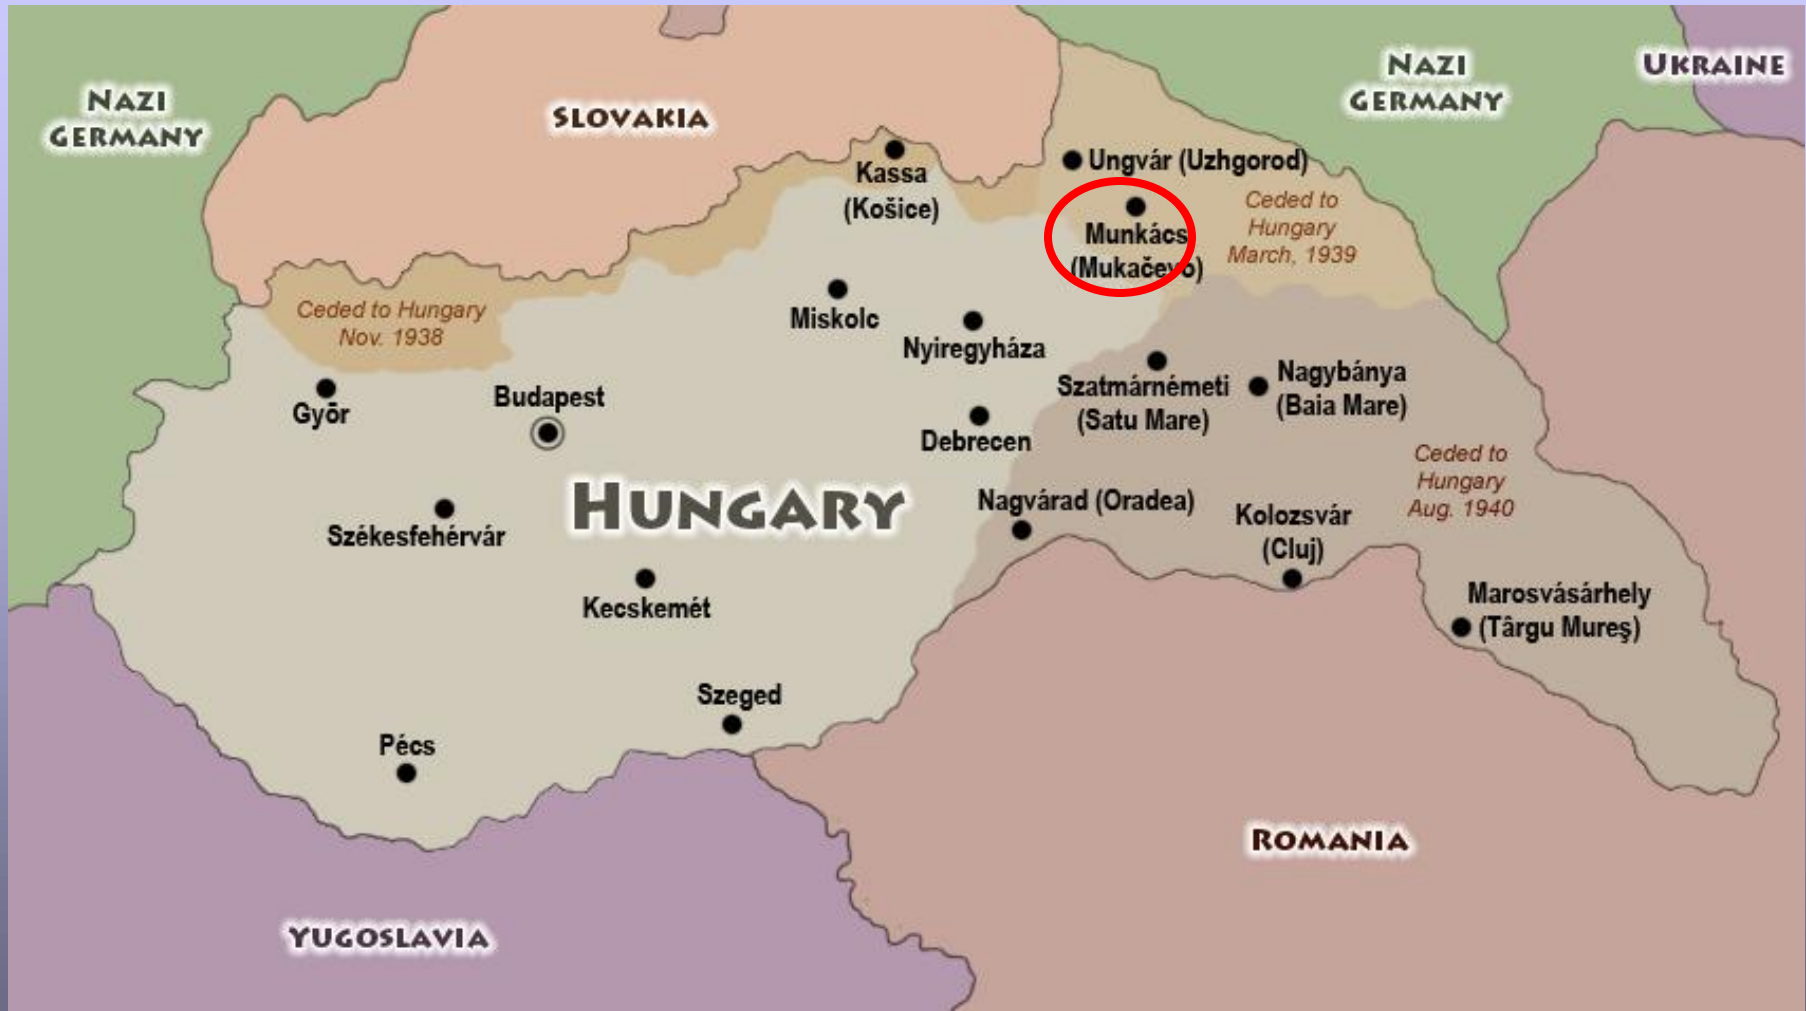 NAZI
GERMANY
SLOVAKIA
NAZI
GERMANY
UKRAINE
Kassa
(Košice)
Ungvár (Uzhgorod)
Munkács
(Mukačevo)
Ceded to
Hungary
March, 1939
Ceded to Hungary
Nov. 1938
Miskolc
Nyiregyháza
Györ
Budapest
Debrecen
Szatmárnémeti
(Satu Mare)
Nagybánya
(Baia Mare)
Ceded to
Hungary
Aug. 1940
HUNGARY
Székesfehérvár
Nagvárad (Oradea)
Kolozsvár
(Cluj)
Kecskemét
Marosvásárhely
(Târgu Mureş)
Szeged
Pécs
ROMANIA
YUGOSLAVIA